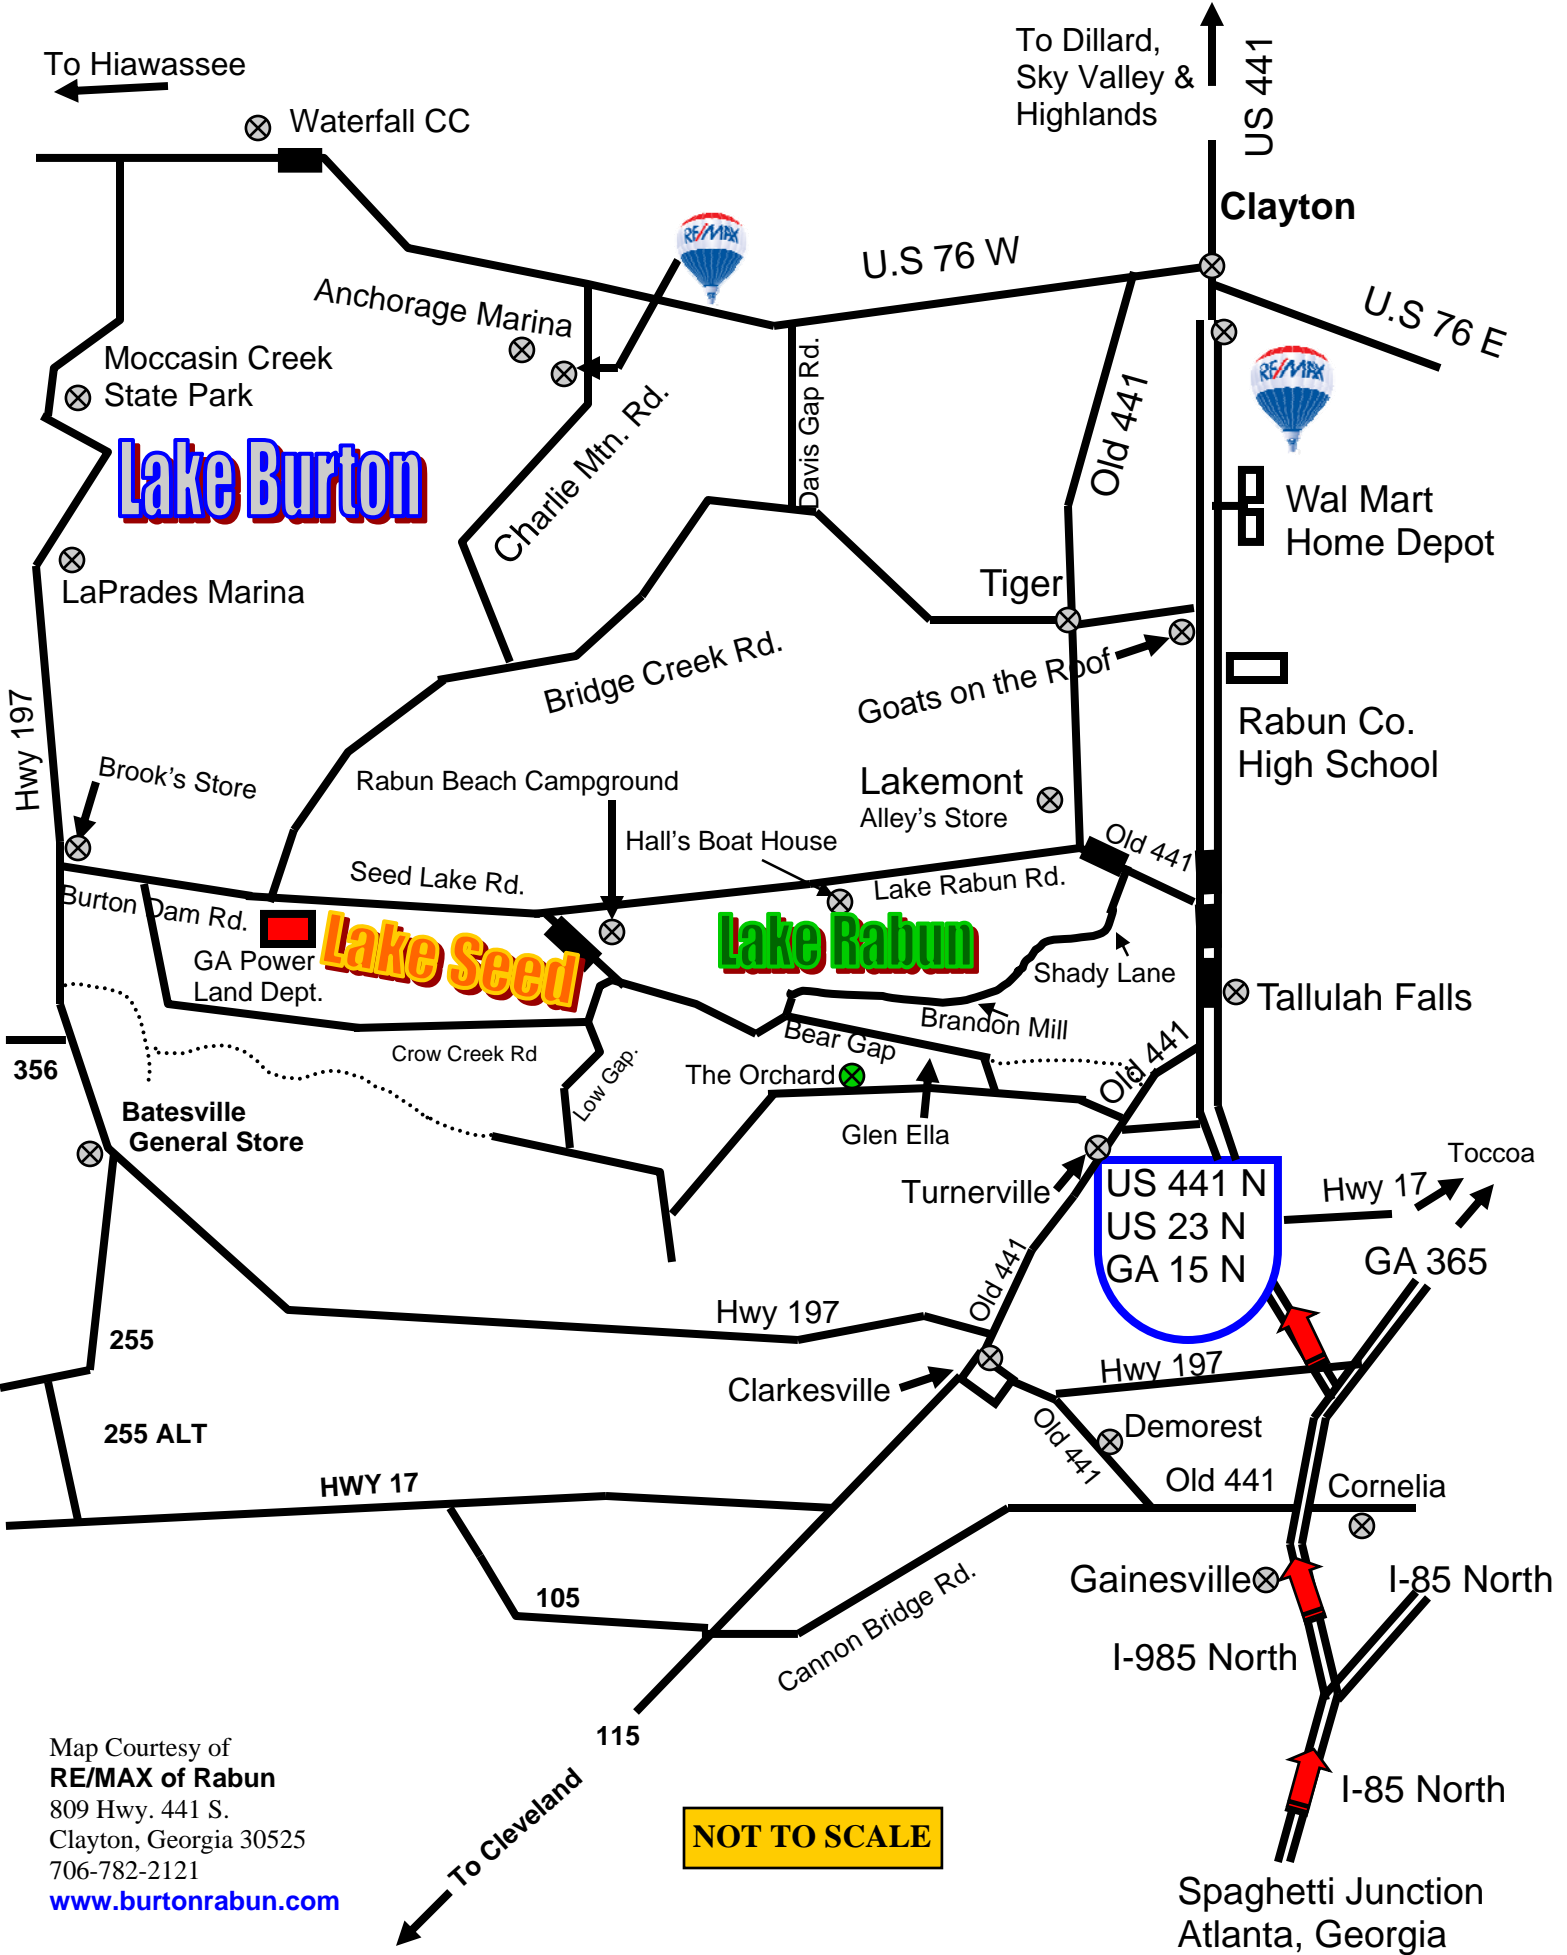 To Dillard,
Sky Valley &
Highlands
US 441
To Hiawassee
Waterfall CC
Clayton
RE/MAX
U.S 76 W
U.S 76 E
Anchorage Marina
Moccasin Creek
State Park
RE/MAX
Davis Gap Rd.
Old 441
Charlie Mtn. Rd.
Lake Burton
Wal Mart
Home Depot
LaPrades Marina
Tiger
Bridge Creek Rd.
Goats on the Roof
Hwy 197
Rabun Co.
High School
Brook's Store
Rabun Beach Campground
Lakemont
Alley's Store
Hall's Boat House
Old 441
Seed Lake Rd.
Lake Rabun Rd.
Burton Dam Rd.
Lake Seed
Lake Rabun
GA Power
Land Dept.
Shady Lane
Tallulah Falls
Brandon Mill
Bear Gap
Crow Creek Rd
Low Gap.
The Orchard
Old 441
356
Batesville
General Store
Glen Ella
Turnerville
US 441 N
US 23 N
GA 15 N
Toccoa
Hwy 17
GA 365
Old 441
Hwy 197
255
Clarkesville
Hwy 197
255 ALT
Old 441
Demorest
HWY 17
Old 441
Cornelia
Gainesville
I-85 North
105
Cannon Bridge Rd.
I-985 North
115
To Cleveland
I-85 North
Map Courtesy of
RE/MAX of Rabun
809 Hwy. 441 S.
Clayton, Georgia 30525
706-782-2121
www.burtonrabun.com
NOT TO SCALE
Spaghetti Junction
Atlanta, Georgia